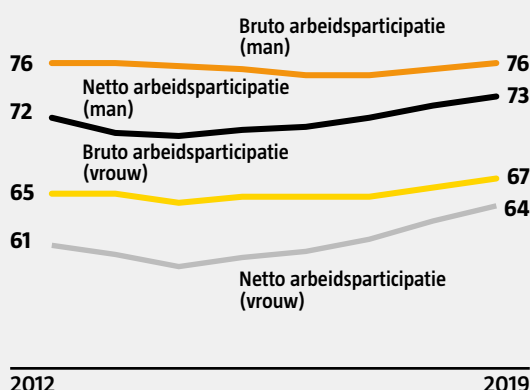 Bruto arbeidsparticipatie
(man)
76
76
Netto arbeidsparticipatie
(man)
72
73
Bruto arbeidsparticipatie
(vrouw)
65
67
61
64
Netto arbeidsparticipatie
(vrouw)
2012
2019